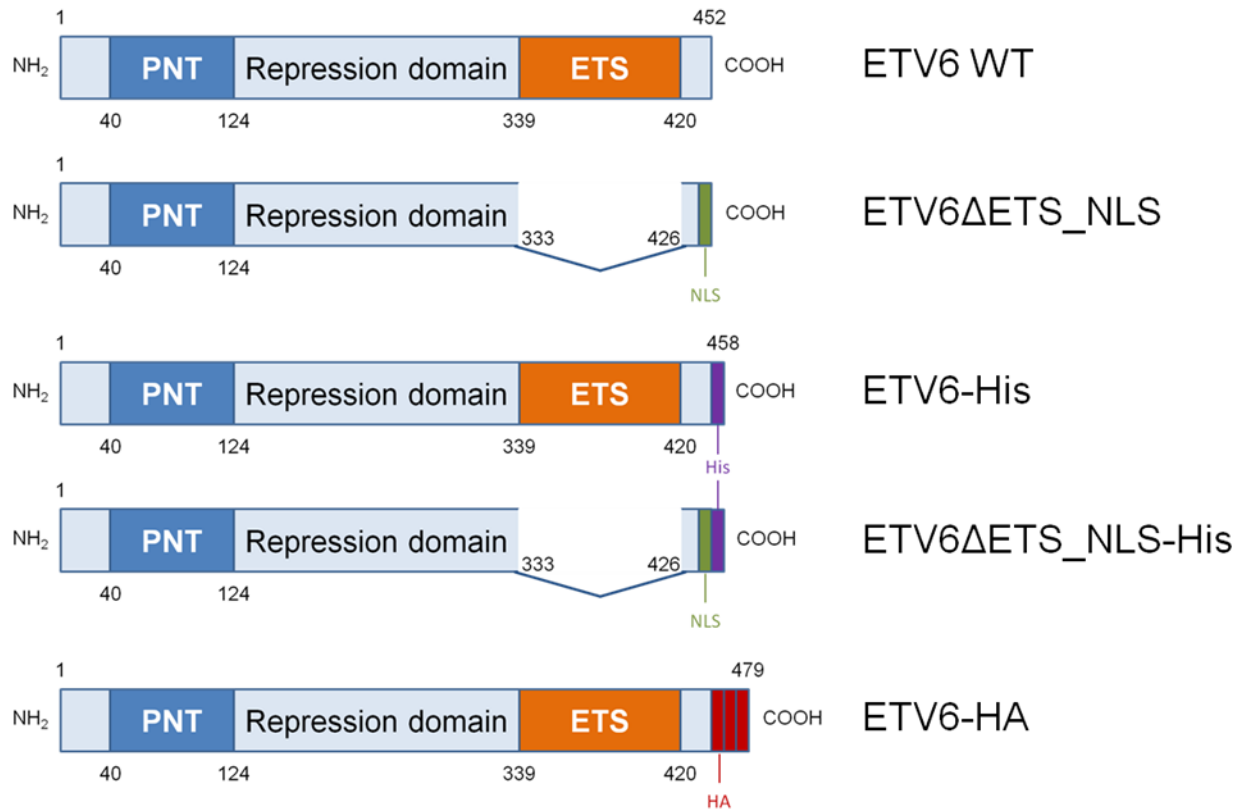 1 452
NH₂ PNT Repression domain ETS COOH ETV6 WT
40 124 339 420
1
NH₂ PNT Repression domain 333 426 COOH ETV6ΔETS_NLS
40 124 NLS
1 458
NH₂ PNT Repression domain ETS COOH ETV6-His
40 124 339 420
His
1
NH₂ PNT Repression domain 333 426 COOH ETV6ΔETS_NLS-His
40 124 NLS
1 479
NH₂ PNT Repression domain ETS COOH ETV6-HA
40 124 339 420
HA